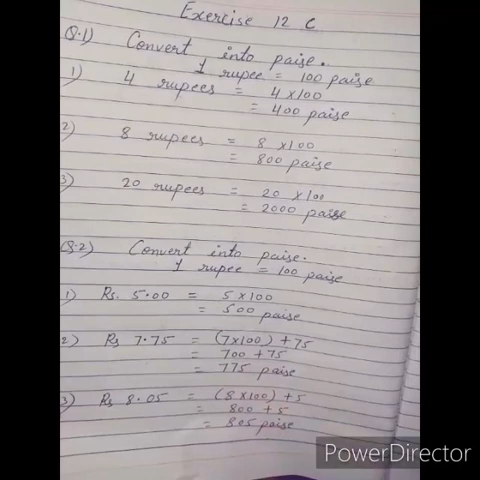 Exercise 12 C
Q.1) Convert into paise.
1 rupee = 100 paise
1) 4 rupees = 4 x 100
= 400 paise
2) 8 rupees = 8 x 100
= 800 paise
3) 20 rupees = 20 x 100
= 2000 paise
Q.2) Convert into paise.
1 rupee = 100 paise
1) Rs. 5.00 = 5 x 100
= 500 paise
2) Rs 7.75 = (7x100) + 75
= 700 + 75
= 775 paise
3) Rs 8.05 = (8 x 100) + 5
= 800 + 5
= 805 paise
PowerDirector